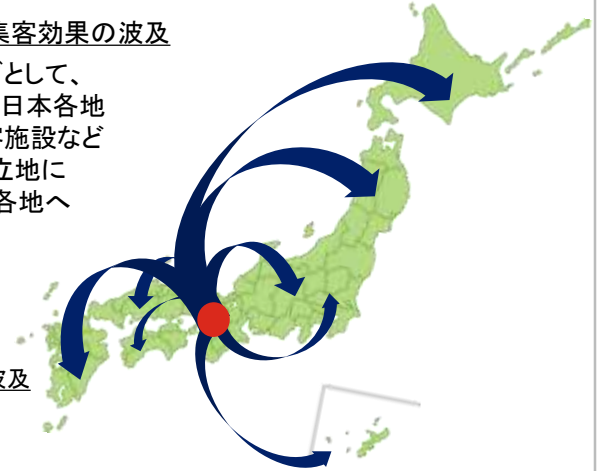 集客効果の波及
として、
日本各地
施設など
立地に
各地へ
波及